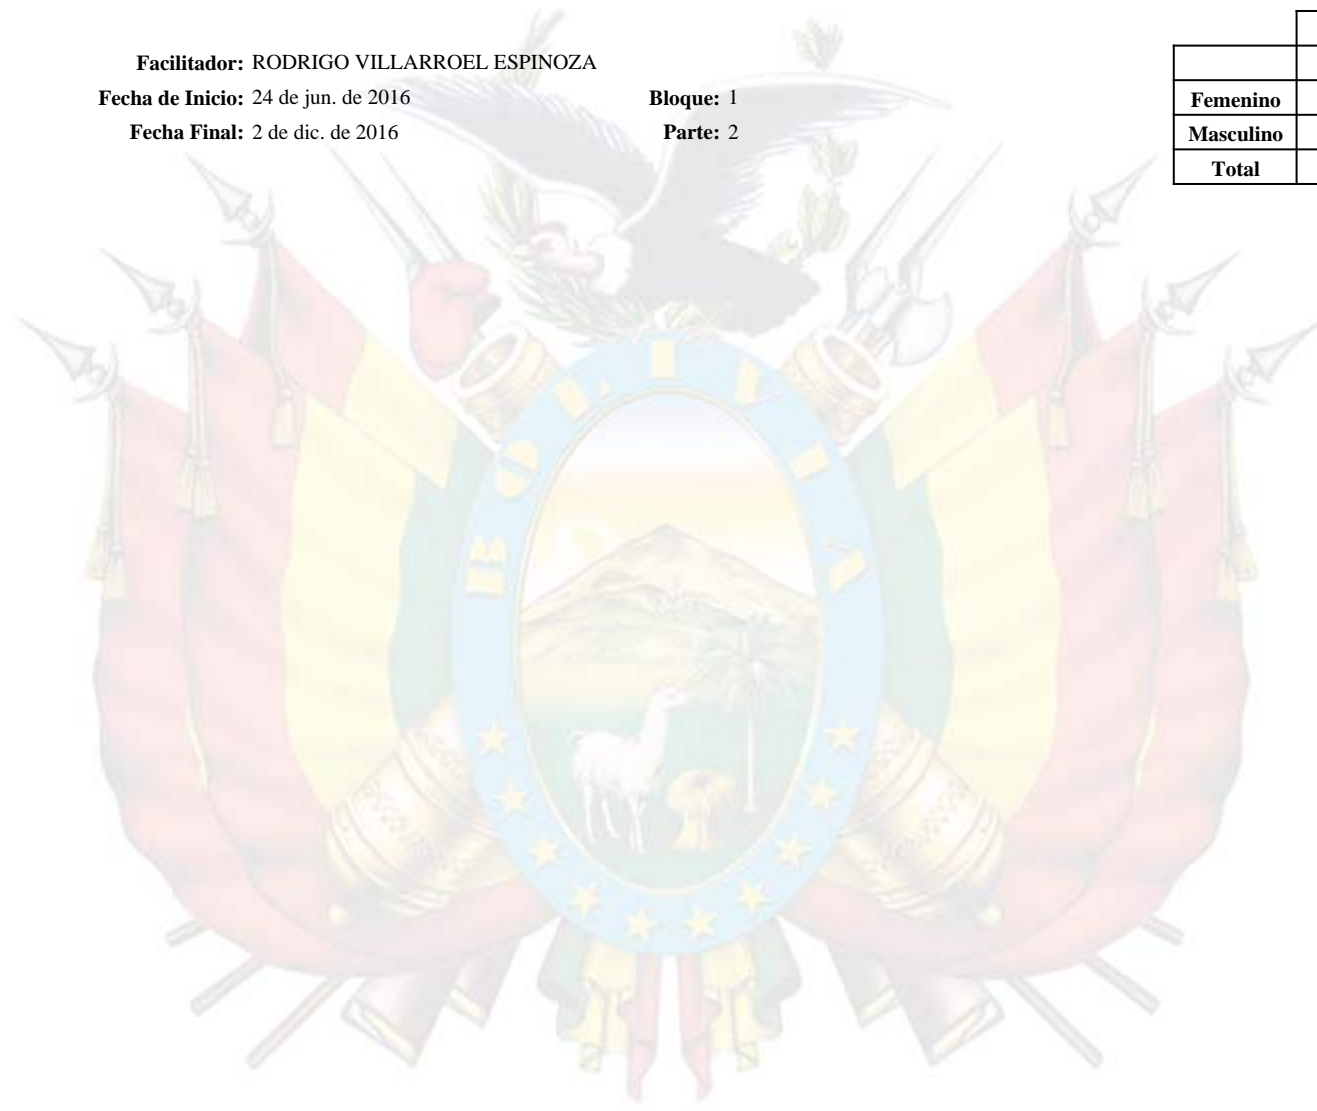 Facilitador: RODRIGO VILLARROEL ESPINOZA
Fecha de Inicio: 24 de jun. de 2016 Bloque: 1
Fecha Final: 2 de dic. de 2016 Parte: 2
Femenino
Masculino
Total
BOLIVIA